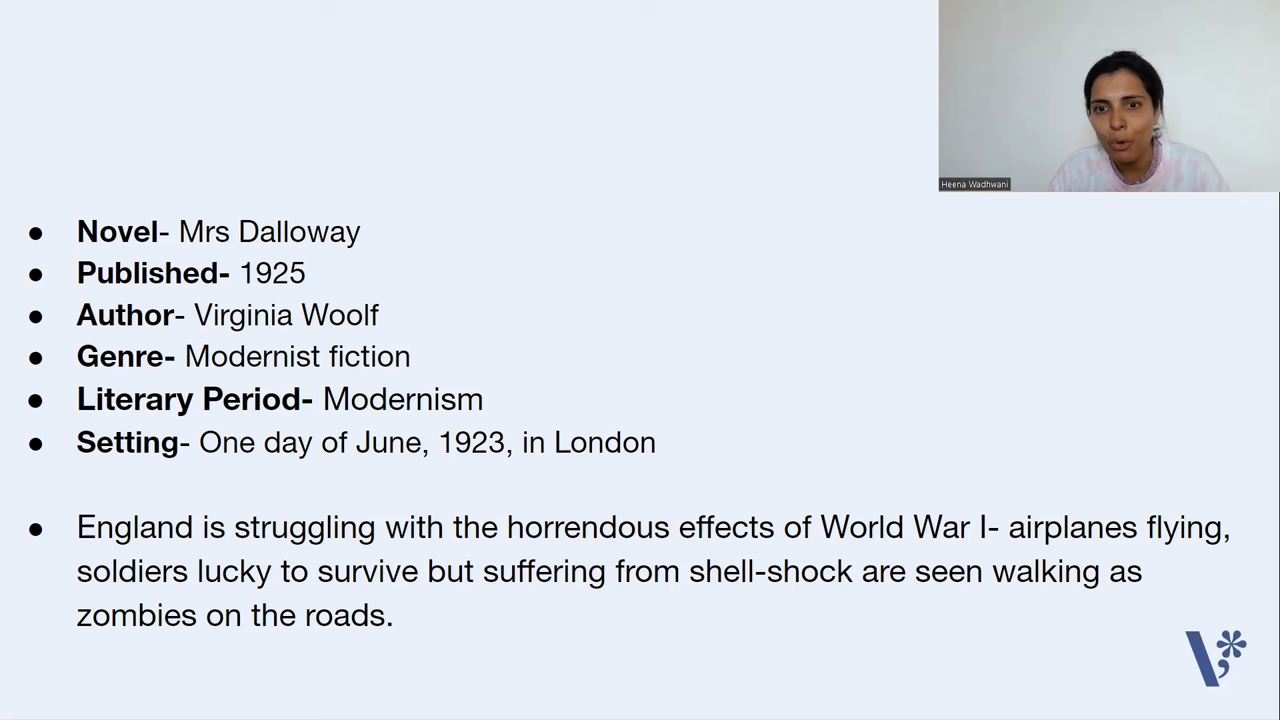 Heena Wadhwani
● Novel- Mrs Dalloway
● Published- 1925
● Author- Virginia Woolf
● Genre- Modernist fiction
● Literary Period- Modernism
● Setting- One day of June, 1923, in London
● England is struggling with the horrendous effects of World War I- airplanes flying,
soldiers lucky to survive but suffering from shell-shock are seen walking as
zombies on the roads.